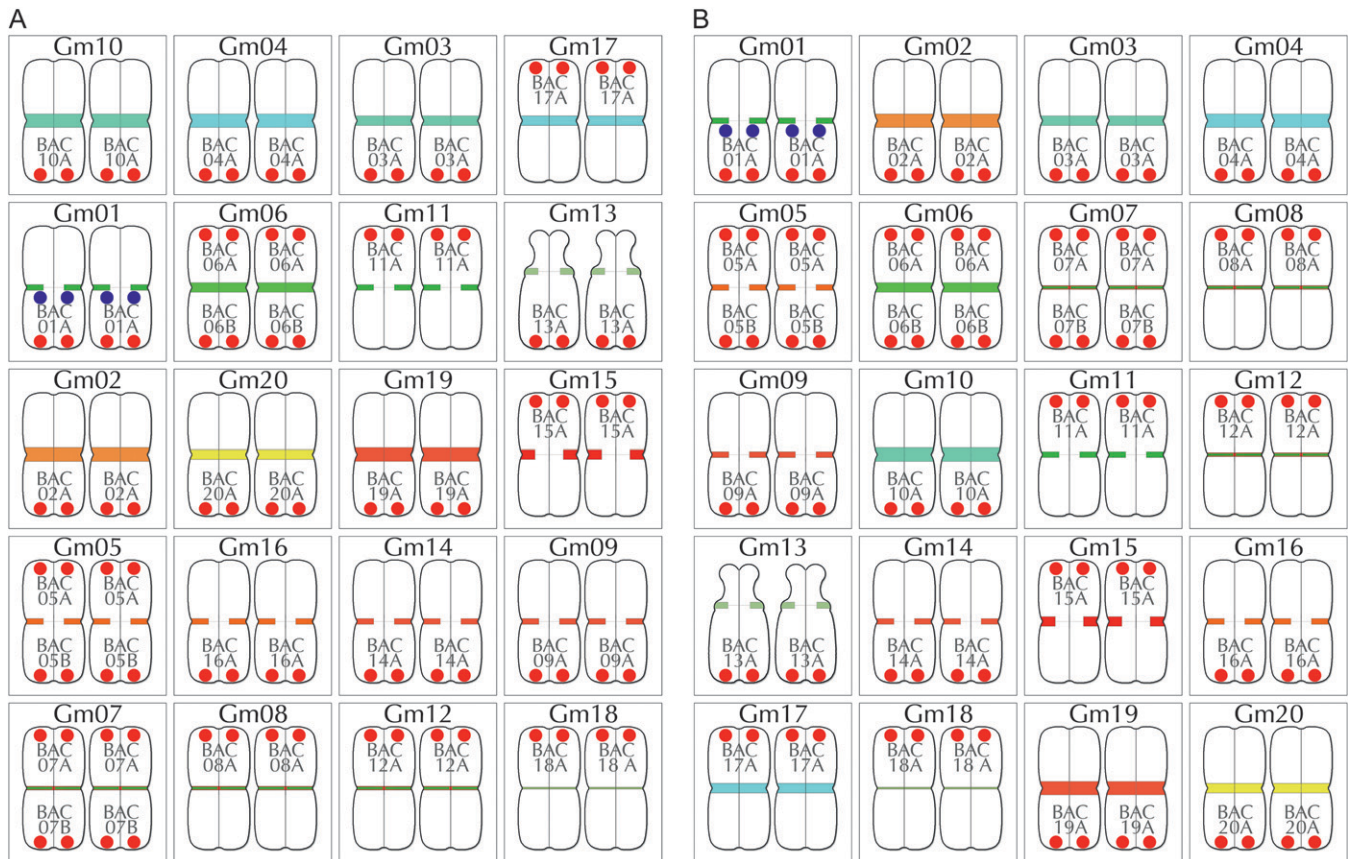 A
Gm10
BAC 10A
BAC 10A
Gm04
BAC 04A
BAC 04A
Gm03
BAC 03A
BAC 03A
Gm17
BAC 17A
BAC 17A
Gm01
BAC 01A
BAC 01A
Gm06
BAC 06A
BAC 06A
BAC 06B
BAC 06B
Gm11
BAC 11A
BAC 11A
Gm13
BAC 13A
BAC 13A
Gm02
BAC 02A
BAC 02A
Gm20
BAC 20A
BAC 20A
Gm19
BAC 19A
BAC 19A
Gm15
BAC 15A
BAC 15A
Gm05
BAC 05A
BAC 05A
BAC 05B
BAC 05B
Gm16
BAC 16A
BAC 16A
Gm14
BAC 14A
BAC 14A
Gm09
BAC 09A
BAC 09A
Gm07
BAC 07A
BAC 07A
BAC 07B
BAC 07B
Gm08
BAC 08A
BAC 08A
Gm12
BAC 12A
BAC 12A
Gm18
BAC 18A
BAC 18 A
B
Gm01
BAC 01A
BAC 01A
Gm02
BAC 02A
BAC 02A
Gm03
BAC 03A
BAC 03A
Gm04
BAC 04A
BAC 04A
Gm05
BAC 05A
BAC 05A
BAC 05B
BAC 05B
Gm06
BAC 06A
BAC 06A
BAC 06B
BAC 06B
Gm07
BAC 07A
BAC 07A
BAC 07B
BAC 07B
Gm08
BAC 08A
BAC 08A
Gm09
BAC 09A
BAC 09A
Gm10
BAC 10A
BAC 10A
Gm11
BAC 11A
BAC 11A
Gm12
BAC 12A
BAC 12A
Gm13
BAC 13A
BAC 13A
Gm14
BAC 14A
BAC 14A
Gm15
BAC 15A
BAC 15A
Gm16
BAC 16A
BAC 16A
Gm17
BAC 17A
BAC 17A
Gm18
BAC 18A
BAC 18 A
Gm19
BAC 19A
BAC 19A
Gm20
BAC 20A
BAC 20A